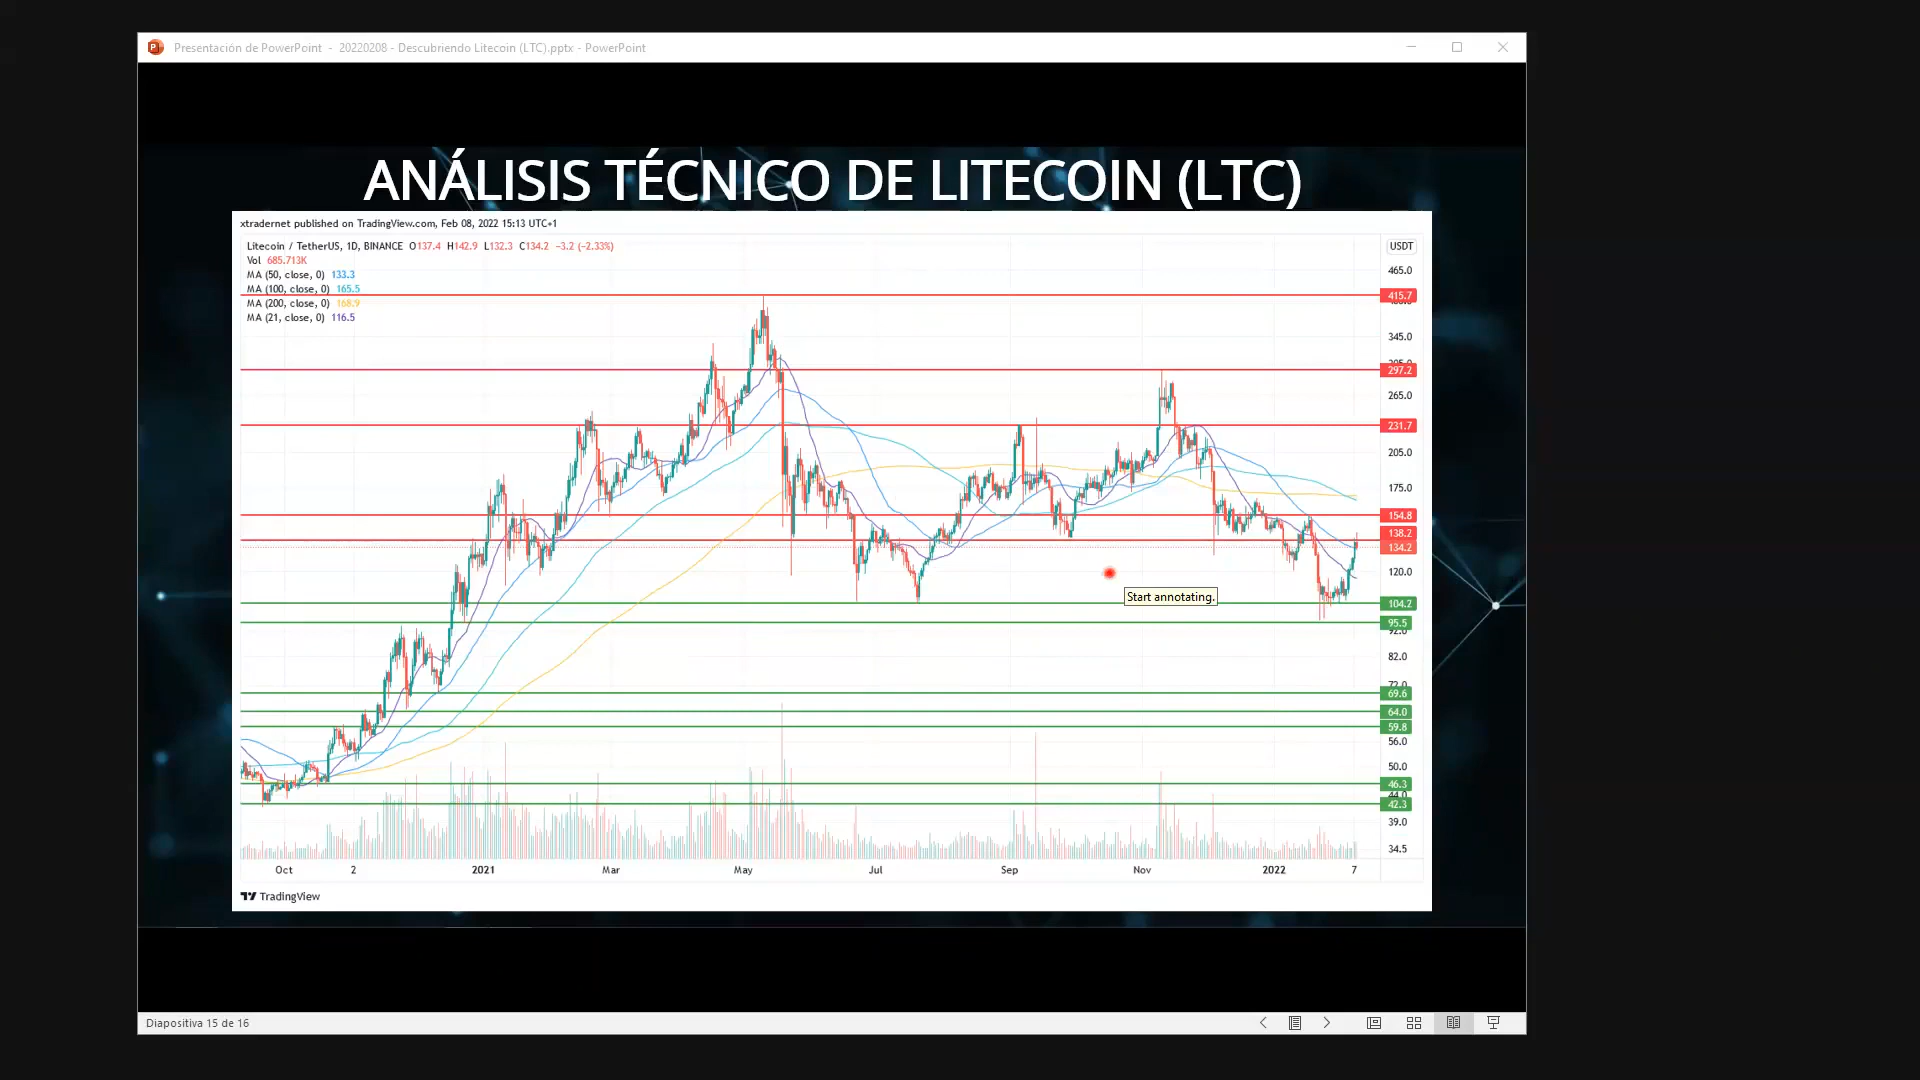 Presentación de PowerPoint - 20220208 - Descubriendo Litecoin (LTC).pptx - PowerPoint
ANÁLISIS TÉCNICO DE LITECOIN (LTC)
xtradernet published on TradingView.com, Feb 08, 2022 15:13 UTC+1
Litecoin / TetherUS, 1D, BINANCE O137.4 H142.9 L132.3 C134.2 −3.2 (−2.33%)
USDT
Vol 685.713K
465.0
MA (50, close, 0) 133.3
MA (100, close, 0) 165.5
415.7
MA (200, close, 0) 168.9
MA (21, close, 0) 116.5
345.0
297.2
265.0
231.7
205.0
175.0
154.8
138.2
134.2
120.0
Start annotating.
104.2
95.5
92.0
82.0
72.0
69.6
64.0
59.8
56.0
50.0
46.3
44.0
42.3
39.0
34.5
Oct 2 2021 Mar May Jul Sep Nov 2022 7
TradingView
Diapositiva 15 de 16